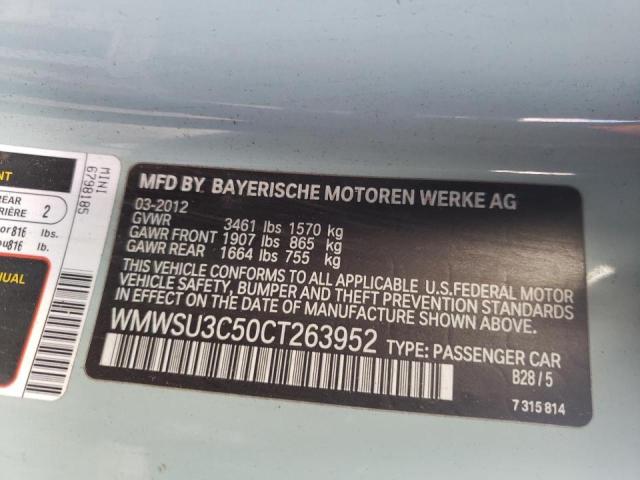 MFD BY BAYERISCHE MOTOREN WERKE AG
03-2012
GVWR 3461 lbs 1570 kg
GAWR FRONT 1907 lbs 865 kg
GAWR REAR 1664 lbs 755 kg
THIS VEHICLE CONFORMS TO ALL APPLICABLE U.S.FEDERAL MOTOR
VEHICLE SAFETY, BUMPER AND THEFT PREVENTION STANDARDS
IN EFFECT ON THE DATE OF MANUFACTURE SHOWN ABOVE.
WMWSU3C50CT263952 TYPE: PASSENGER CAR
B28/5
7 315 814
MINI
6798185
REAR
2
or 816 lbs.
lb.